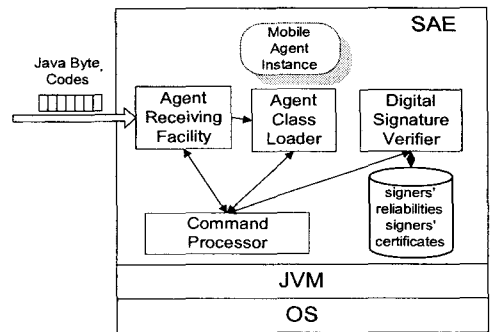 SAE
Mobile
Agent
Instance
Java Byte
Codes
Agent
Receiving
Facility
Agent
Class
Loader
Digital
Signature
Verifier
signers'
reliabilities
signers'
certificates
Command
Processor
JVM
OS